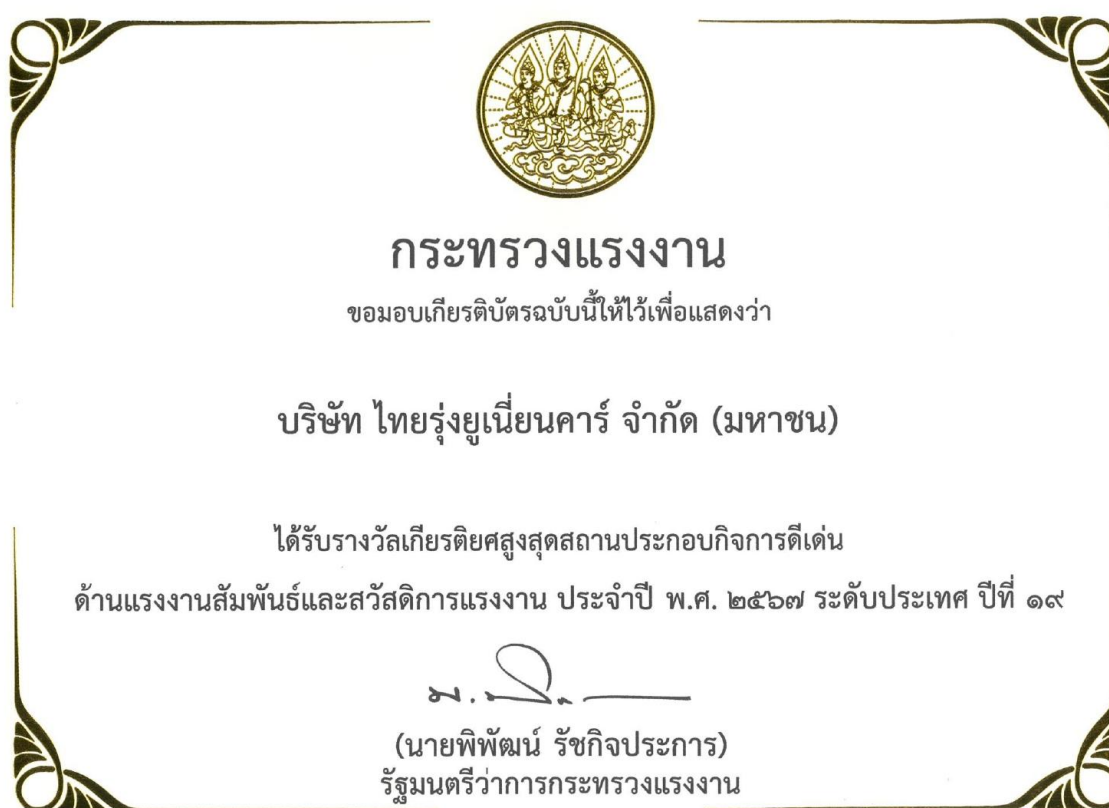 กระทรวงแรงงาน
ขอมอบเกียรติบัตรฉบับนี้ให้ไว้เพื่อแสดงว่า
บริษัท ไทยรุ่งยูเนี่ยนคาร์ จำกัด (มหาชน)
ได้รับรางวัลเกียรติยศสูงสุดสถานประกอบกิจการดีเด่น
ด้านแรงงานสัมพันธ์และสวัสดิการแรงงาน ประจำปี พ.ศ. ๒๕๖๗ ระดับประเทศ ปีที่ ๑๙
(นายพิพัฒน์ รัชกิจประการ)
รัฐมนตรีว่าการกระทรวงแรงงาน